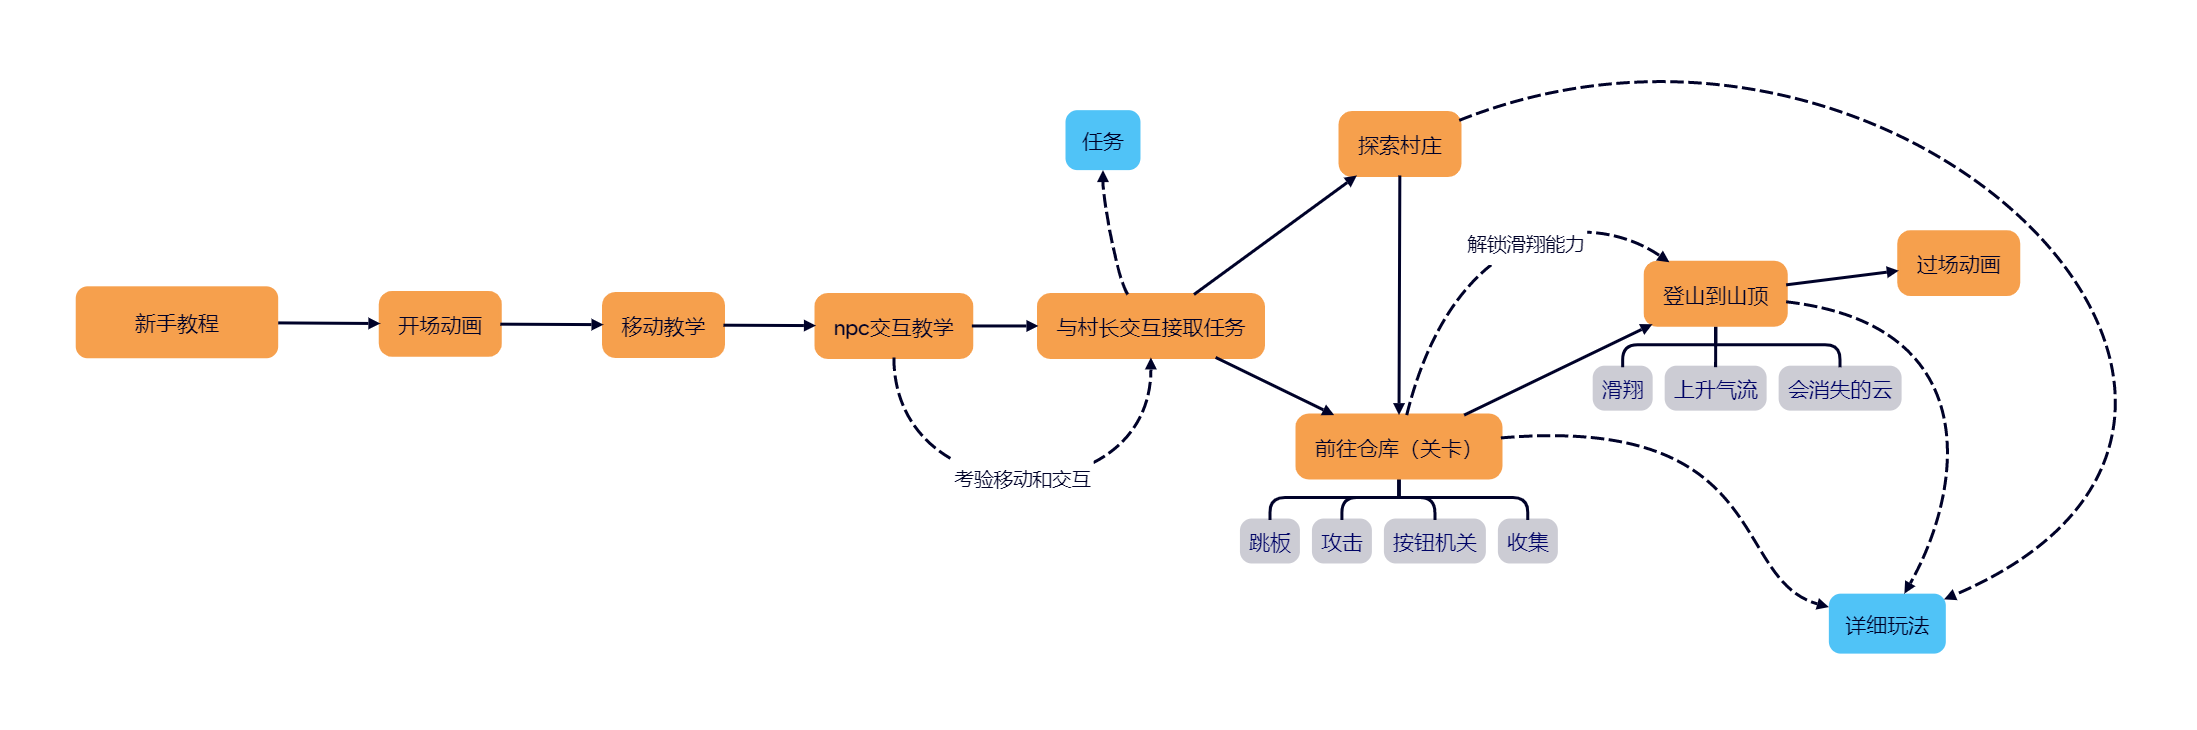 任务
探索村庄
解锁滑翔能力
过场动画
登山到山顶
新手教程
开场动画
移动教学
npc交互教学
与村长交互接取任务
滑翔
上升气流
会消失的云
前往仓库（关卡）
考验移动和交互
跳板
攻击
按钮机关
收集
详细玩法